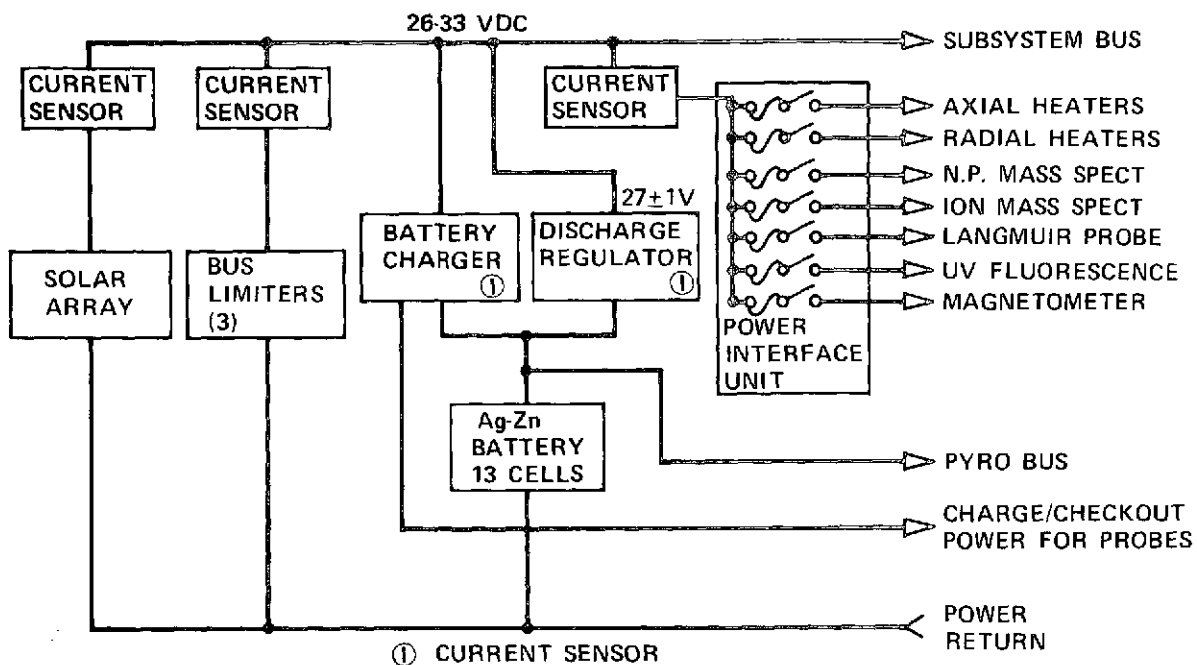 26-33 VDC
SUBSYSTEM BUS
CURRENT
SENSOR
CURRENT
SENSOR
CURRENT
SENSOR
AXIAL HEATERS
RADIAL HEATERS
N.P. MASS SPECT
ION MASS SPECT
LANGMUIR PROBE
UV FLUORESCENCE
MAGNETOMETER
POWER
INTERFACE
UNIT
27±1V
SOLAR
ARRAY
BUS
LIMITERS
(3)
BATTERY
CHARGER
①
DISCHARGE
REGULATOR
①
Ag-Zn
BATTERY
13 CELLS
PYRO BUS
CHARGE/CHECKOUT
POWER FOR PROBES
POWER
RETURN
① CURRENT SENSOR